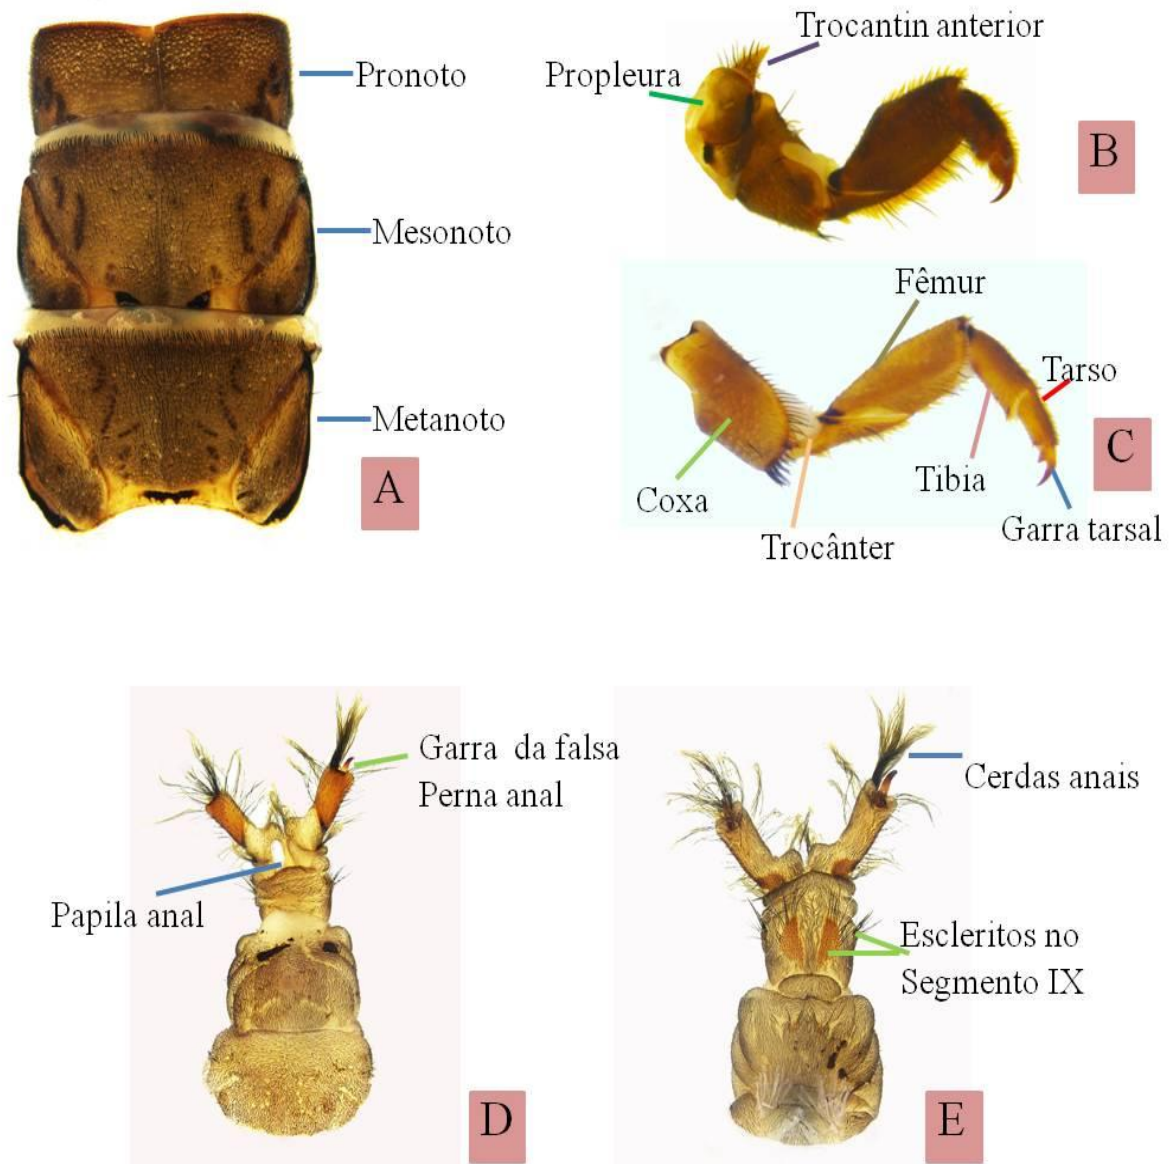 Pronoto
Mesonoto
Metanoto
A
Trocantin anterior
Propleura
B
Fêmur
Tarso
Tibia
C
Coxa
Trocânter
Garra tarsal
Garra da falsa
Perna anal
Papila anal
D
Cerdas anais
Escleritos no
Segmento IX
E